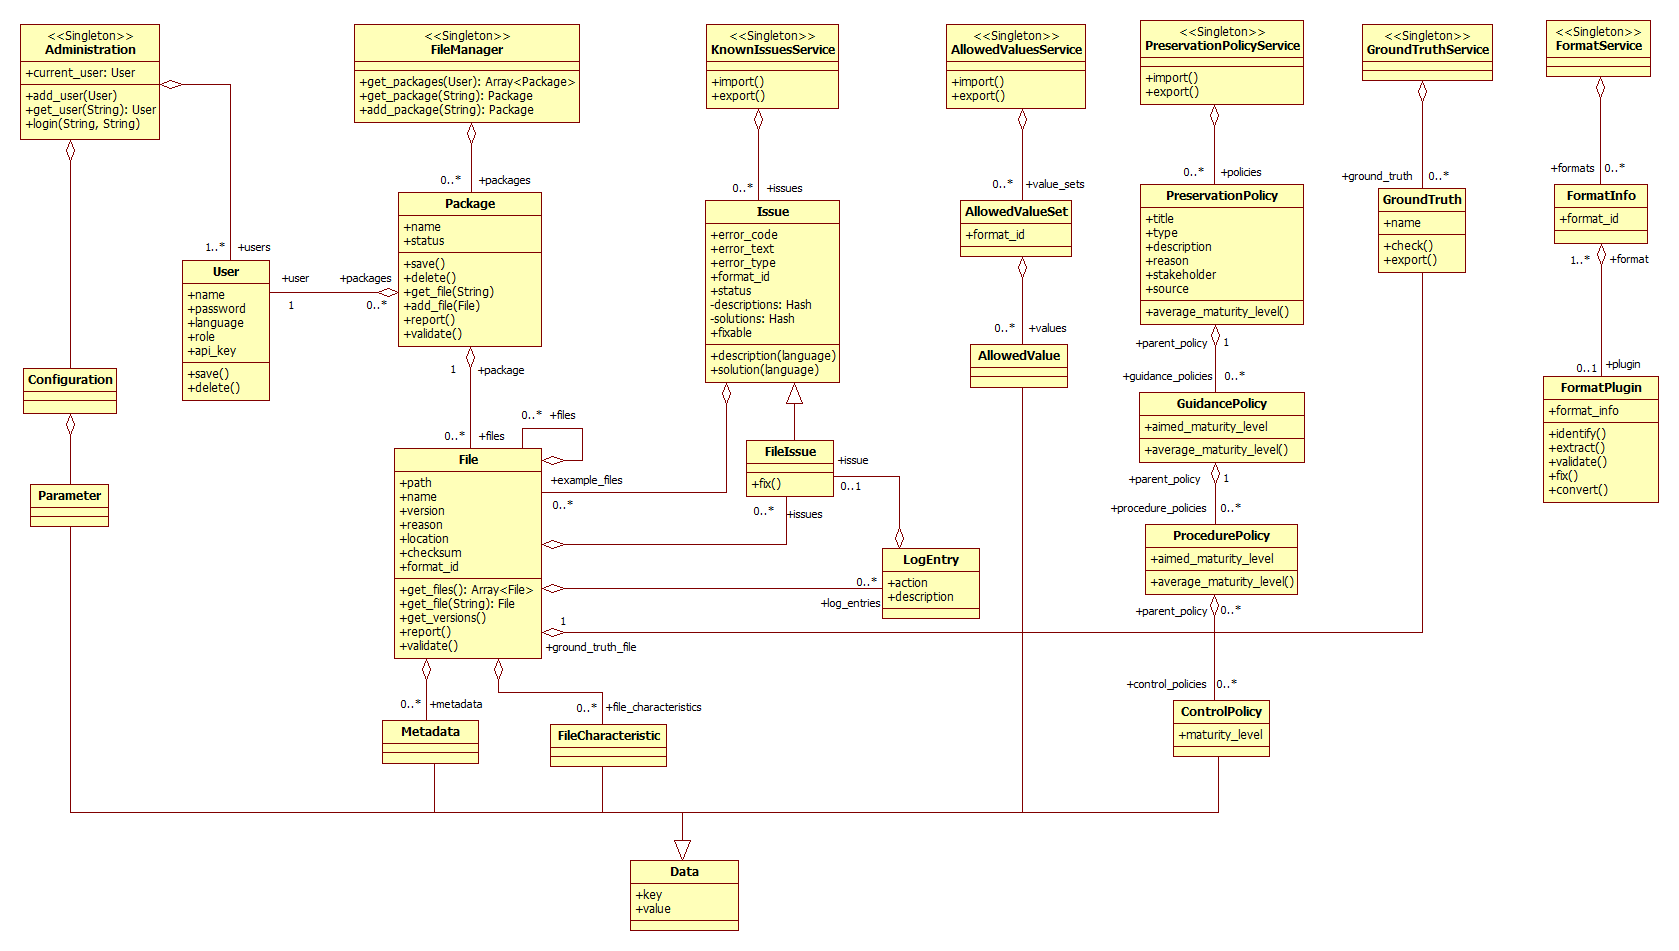 <<Singleton>>
Administration
+current_user: User
+add_user(User)
+get_user(String): User
+login(String, String)
<<Singleton>>
FileManager
+get_packages(User): Array<Package>
+get_package(String): Package
+add_package(String): Package
<<Singleton>>
KnownIssuesService
+import()
+export()
<<Singleton>>
AllowedValuesService
+import()
+export()
<<Singleton>>
PreservationPolicyService
+import()
+export()
<<Singleton>>
GroundTruthService
<<Singleton>>
FormatService
0..* +packages
0..* +issues
0..* +value_sets
0..* +policies
+ground_truth 0..*
+formats 0..*
1..* +users
User
+name
+password
+language
+role
+api_key
+save()
+delete()
+user
1
+packages
0..*
Package
+name
+status
+save()
+delete()
+get_file(String)
+add_file(File)
+report()
+validate()
Issue
+error_code
+error_text
+error_type
+format_id
+status
-descriptions: Hash
-solutions: Hash
+fixable
+description(language)
+solution(language)
AllowedValueSet
+format_id
0..* +values
AllowedValue
PreservationPolicy
+title
+type
+description
+reason
+stakeholder
+source
+average_maturity_level()
GroundTruth
+name
+check()
+export()
FormatInfo
+format_id
1..* +format
0..1 +plugin
FormatPlugin
+format_info
+identify()
+extract()
+validate()
+fix()
+convert()
+parent_policy 1
+guidance_policies 0..*
GuidancePolicy
+aimed_maturity_level
+average_maturity_level()
+parent_policy 1
+procedure_policies 0..*
ProcedurePolicy
+aimed_maturity_level
+average_maturity_level()
+parent_policy 0..*
+control_policies 0..*
ControlPolicy
+maturity_level
Configuration
Parameter
1 +package
0..* +files
0..* +files
File
+path
+name
+version
+reason
+location
+checksum
+format_id
+get_files(): Array<File>
+get_file(String): File
+get_versions()
+report()
+validate()
+example_files
0..*
FileIssue
+fix()
0..* +issues
+issue
0..1
LogEntry
+action
+description
0..*
+log_entries
1
+ground_truth_file
0..* +metadata
Metadata
0..* +file_characteristics
FileCharacteristic
Data
+key
+value